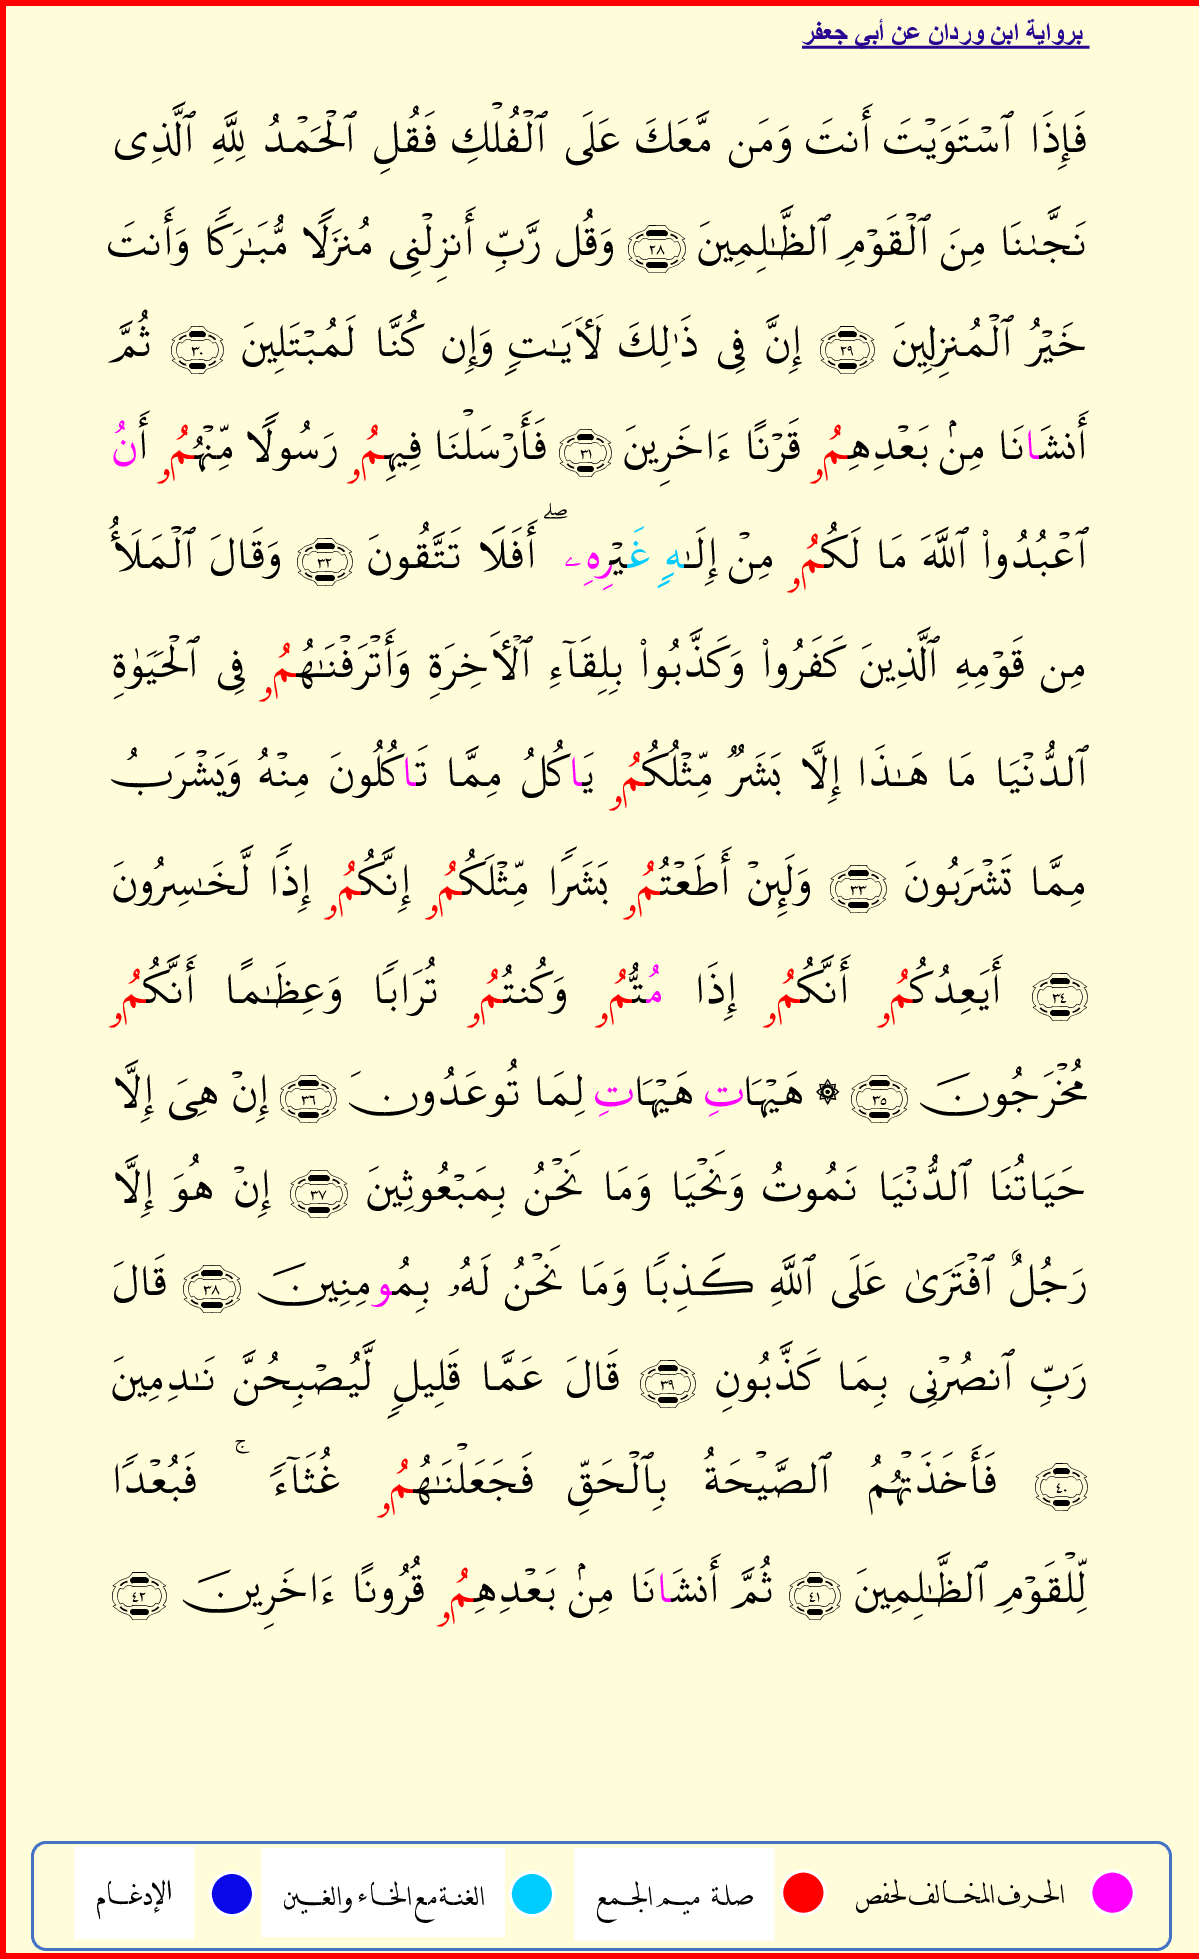 برواية ابن وردان عن أبي جعفر
فَإِذَا ٱسۡتَوَيۡتَ أَنتَ وَمَن مَّعَكَ عَلَى ٱلۡفُلۡكِ فَقُلِ ٱلۡحَمۡدُ لِلَّهِ ٱلَّذِى
نَجَّىٰنَا مِنَ ٱلۡقَوۡمِ ٱلظَّٰلِمِينَ ٢٨ وَقُل رَّبِّ أَنزِلۡنِى مُنزَلًا مُّبَٰرَكًا وَأَنتَ
خَيۡرُ ٱلۡمُنزِلِينَ ٢٩ إِنَّ فِى ذَٰلِكَ لَأٓيَٰتٍ وَإِن كُنَّا لَمُبۡتَلِينَ ٣٠ ثُمَّ
أَنشَانَا مِنۢ بَعۡدِهِمُۥ قَرۡنًا ءَاخَرِينَ ٣١ فَأَرۡسَلۡنَا فِيهِمُۥ رَسُولًا مِّنۡهُمُۥ أَنُ
ٱعۡبُدُواْ ٱللَّهَ مَا لَكُمُۥ مِنۡ إِلَٰهٍ غَيۡرِهِۦۖ أَفَلَا تَتَّقُونَ ٣٢ وَقَالَ ٱلۡمَلَأُ
مِن قَوۡمِهِ ٱلَّذِينَ كَفَرُواْ وَكَذَّبُواْ بِلِقَآءِ ٱلۡأَخِرَةِ وَأَتۡرَفۡنَٰهُمُۥ فِى ٱلۡحَيَوٰةِ
ٱلدُّنۡيَا مَا هَٰذَا إِلَّا بَشَرٌ مِّثۡلُكُمُۥ يَاكُلُ مِمَّا تَاكُلُونَ مِنۡهُ وَيَشۡرَبُ
مِمَّا تَشۡرَبُونَ ٣٣ وَلَئِنۡ أَطَعۡتُمُۥ بَشَرًا مِّثۡلَكُمُۥ إِنَّكُمُۥ إِذًا لَّخَٰسِرُونَ
٣٤ أَيَعِدُكُمُۥ أَنَّكُمُۥ إِذَا مُتُّمُۥ وَكُنتُمُۥ تُرَابًا وَعِظَٰمًا أَنَّكُمُۥ
مُخۡرَجُونَ ٣٥ ۞ هَيۡهَاتِ هَيۡهَاتِ لِمَا تُوعَدُونَ ٣٦ إِنۡ هِىَ إِلَّا
حَيَاتُنَا ٱلدُّنۡيَا نَمُوتُ وَنَحۡيَا وَمَا نَحۡنُ بِمَبۡعُوثِينَ ٣٧ إِنۡ هُوَ إِلَّا
رَجُلٌ ٱفۡتَرَىٰ عَلَى ٱللَّهِ كَذِبًا وَمَا نَحۡنُ لَهُۥ بِمُومِنِينَ ٣٨ قَالَ
رَبِّ ٱنصُرۡنِى بِمَا كَذَّبُونِ ٣٩ قَالَ عَمَّا قَلِيلٍ لَّيُصۡبِحُنَّ نَٰدِمِينَ
٤٠ فَأَخَذَتۡهُمُ ٱلصَّيۡحَةُ بِٱلۡحَقِّ فَجَعَلۡنَٰهُمُۥ غُثَآءًۚ فَبُعۡدًا
لِّلۡقَوۡمِ ٱلظَّٰلِمِينَ ٤١ ثُمَّ أَنشَانَا مِنۢ بَعۡدِهِمُۥ قُرُونًا ءَاخَرِينَ ٤٢
الحرف المخالف لحفص صلة ميم الجمع الغنة مع الخاء والغين الإدغام